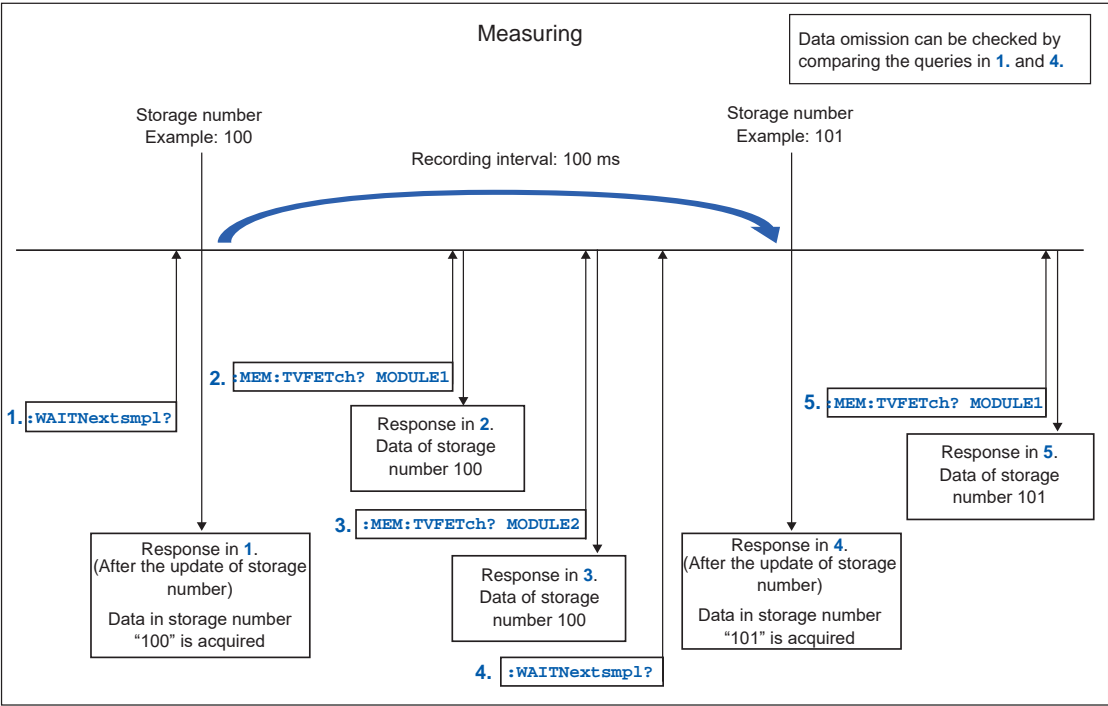 Measuring
Data omission can be checked by
comparing the queries in 1. and 4.
Storage number
Example: 100
Storage number
Example: 101
Recording interval: 100 ms
1. :WAITNextsmpl?
2. :MEM:TVFETch? MODULE1
Response in 2.
Data of storage
number 100
3. :MEM:TVFETch? MODULE2
5. :MEM:TVFETch? MODULE1
Response in 5.
Data of storage
number 101
Response in 1.
(After the update of storage
number)
Data in storage number
“100” is acquired
Response in 3.
Data of storage
number 100
Response in 4.
(After the update of storage
number)
Data in storage number
“101” is acquired
4. :WAITNextsmpl?